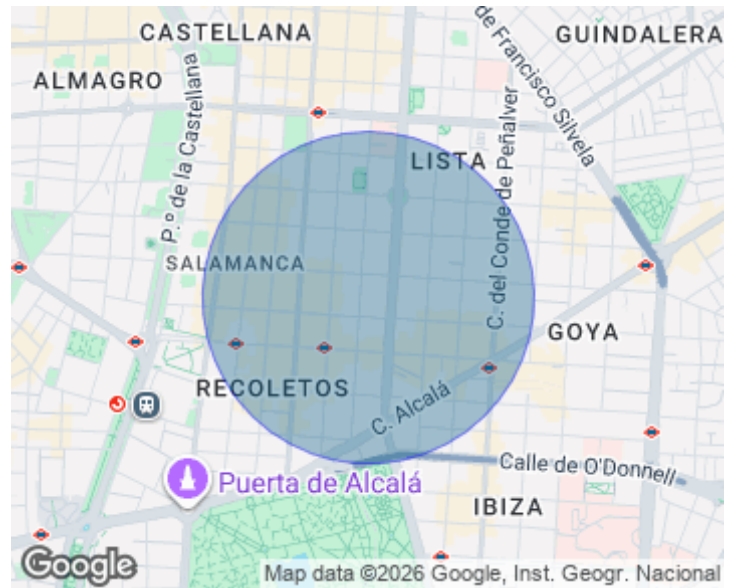 CASTELLANA
GUINDALERA
ALMAGRO
de Francisco Silvela
P.º de la Castellana
LISTA
C. del Conde de Peñalver
SALAMANCA
GOYA
RECOLETOS
C. Alcalá
Calle de O'Donnell
Puerta de Alcalá
IBIZA
Google
Map data ©2026 Google, Inst. Geogr. Nacional